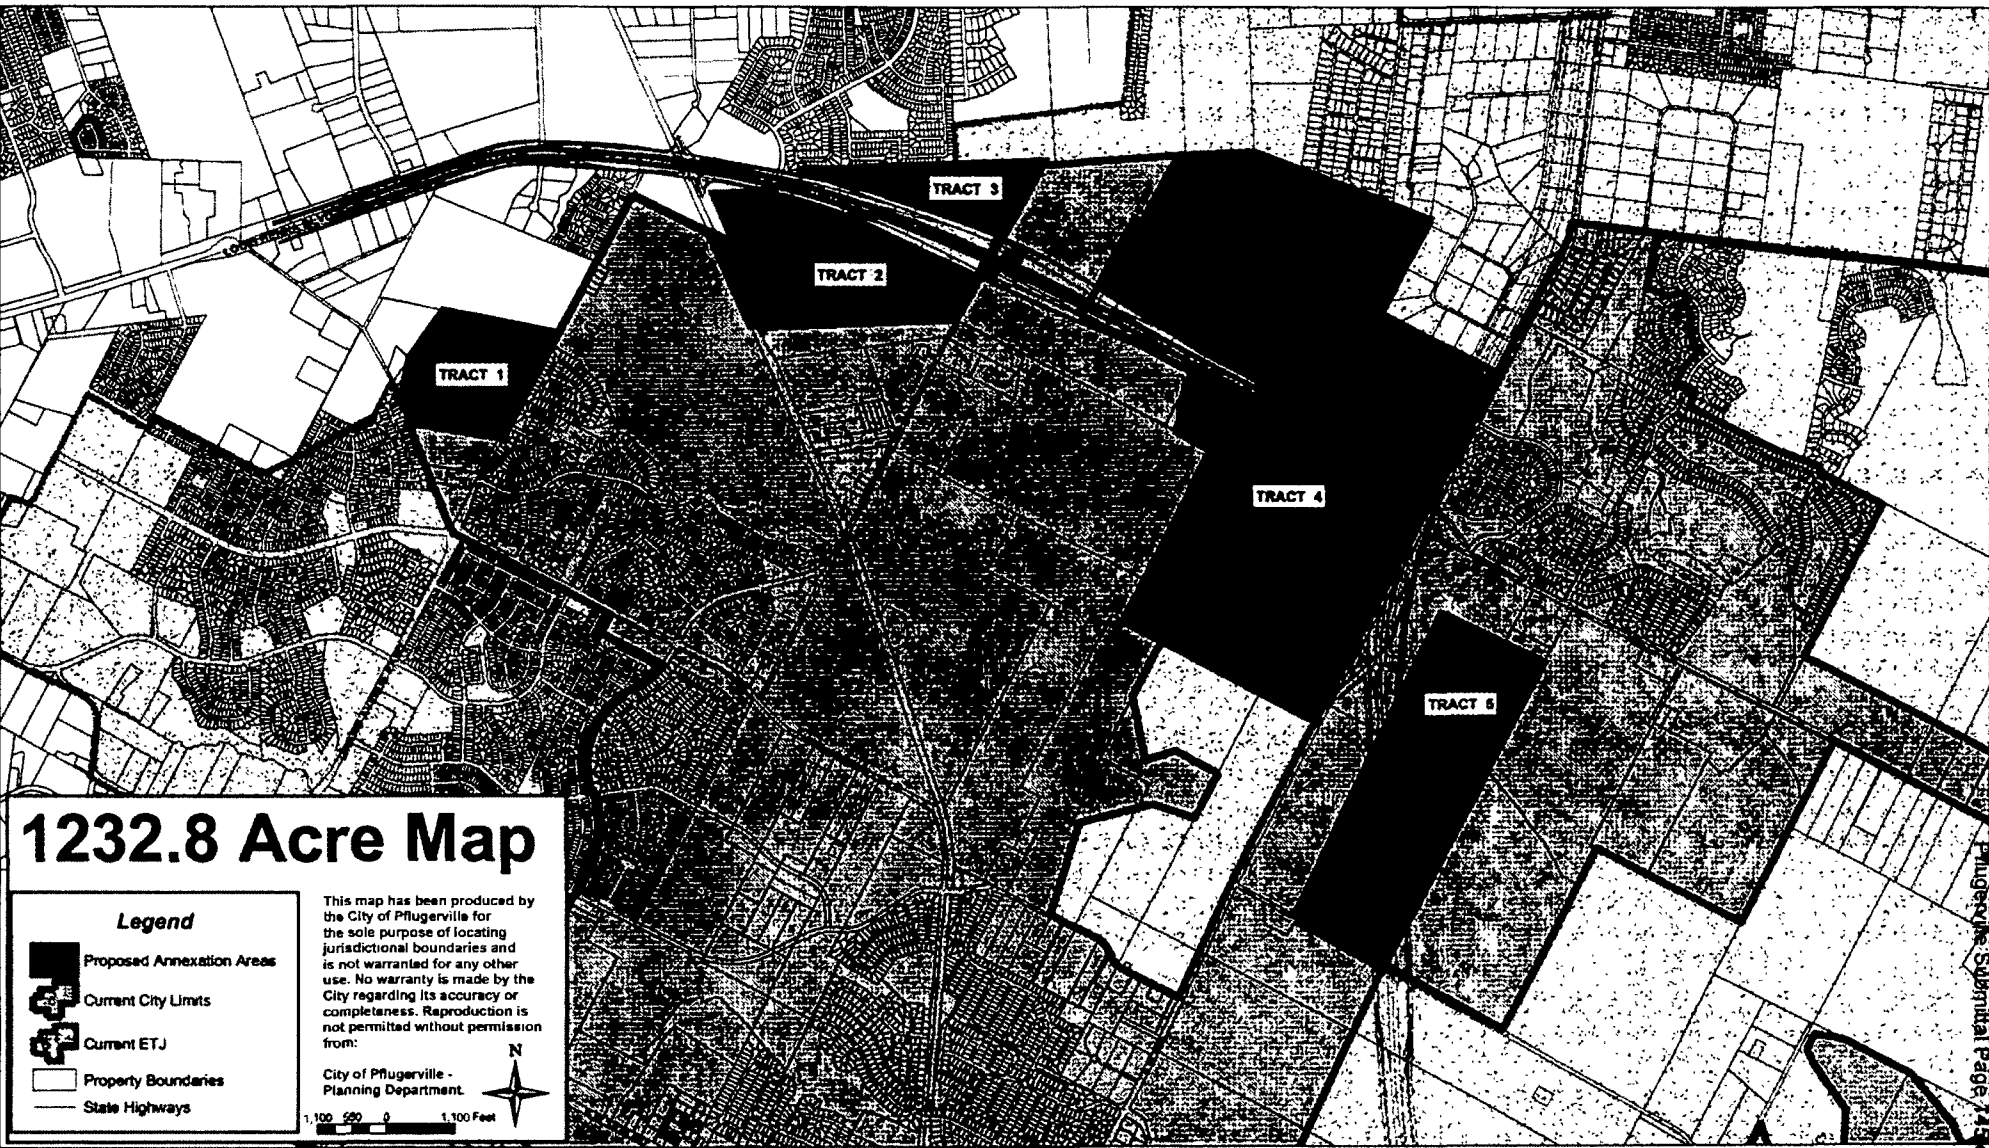 TRACT 3
TRACT 2
TRACT 1
TRACT 4
TRACT 5
1232.8 Acre Map
Legend
Proposed Annexation Areas
Current City Limits
Current ETJ
Property Boundaries
State Highways
This map has been produced by
the City of Pflugerville for
the sole purpose of locating
jurisdictional boundaries and
is not warranted for any other
use. No warranty is made by the
City regarding its accuracy or
completeness. Reproduction is
not permitted without permission
from:
City of Pflugerville -
Planning Department.
N
1,100 550 0 1,100 Feet
Pflugerville Submittal Page